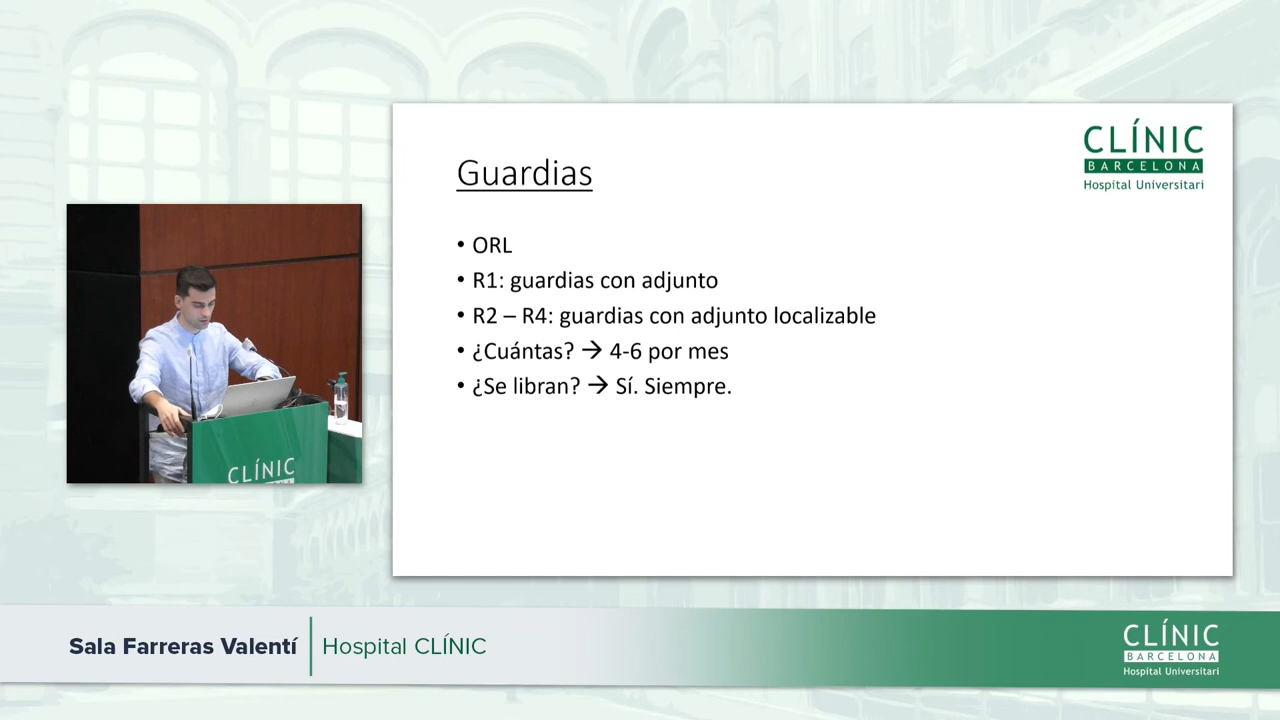 CLÍNIC
BARCELONA
Hospital Universitari
Guardias
• ORL
• R1: guardias con adjunto
• R2 – R4: guardias con adjunto localizable
• ¿Cuántas? → 4-6 por mes
• ¿Se libran? → Sí. Siempre.
CLÍNIC
Sala Farreras Valentí
Hospital CLÍNIC
CLÍNIC
BARCELONA
Hospital Universitari